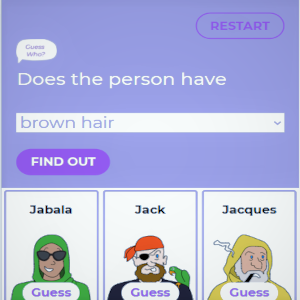 RESTART
Guess
Who?
Does the person have
brown hair
FIND OUT
Jabala Jack Jacques
Guess Guess Guess